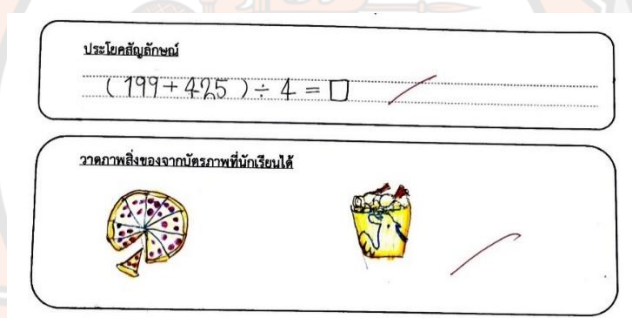 ประโยคสัญลักษณ์
( 199 + 425 ) ÷ 4 = □
วาดภาพสิ่งของจากบัตรภาพที่นักเรียนได้